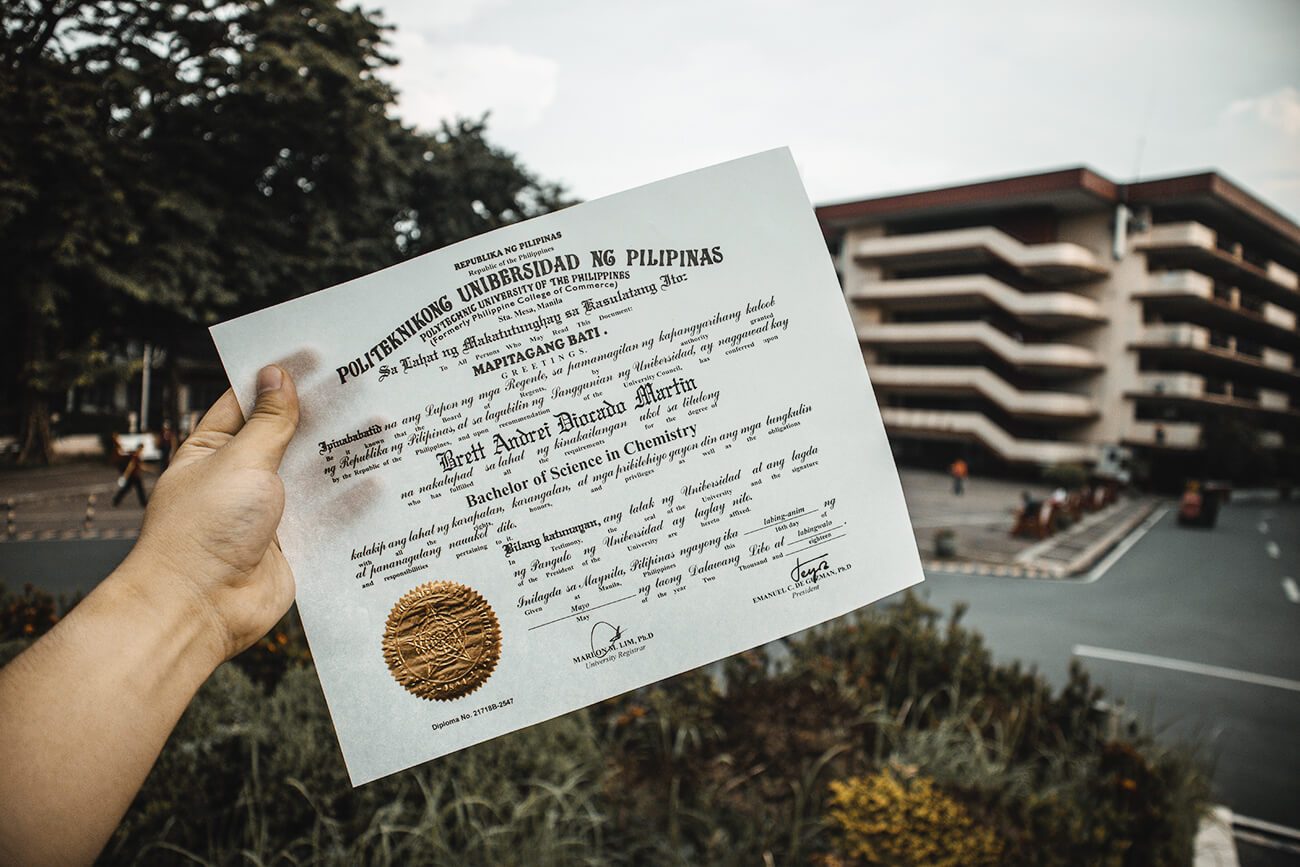 REPUBLIKA NG PILIPINAS
Republic of the Philippines
POLITEKNIKONG UNIBERSIDAD NG PILIPINAS
POLYTECHNIC UNIVERSITY OF THE PHILIPPINES
(Formerly Philippine College of Commerce)
Sta. Mesa, Manila
Sa Lahat ng Makatutunghay sa Kasulatang Ito:
To All Persons Who May Read This Document:
MAPITAGANG BATI.
GREETINGS.
Ipinababatid na ang Lupon ng mga Regente, sa pamamagitan ng kapangyarihang kaloob
Be it known that the Board of Regents, by authority granted
ng Republika ng Pilipinas, at sa tagubilin ng Sanggunian ng Unibersidad, ay naggawad kay
by the Republic of the Philippines, and upon recommendation of the University Council, has conferred upon
Brett Andrei Diocado Martin
na nakatupad sa lahat ng kinakailangan ukol sa titulong
who has fulfilled all the requirements for the degree of
Bachelor of Science in Chemistry
kalakip ang lahat ng karapatan, karangalan, at mga pribilehiyo gayon din ang mga tungkulin
with all the rights, honors, and privileges as well as the obligations
at pananagutang nauukol dito.
and responsibilities pertaining to it.
Bilang katunayan, ang tatak ng Unibersidad at ang lagda
In Testimony, the seal of the University and the signature
ng Pangulo ng Unibersidad ay laglay nito.
of the President of the University are hereto affixed.
Inilagda sa Maynila, Pilipinas ngayong ika labing-anim ng
Given at Manila, Philippines this 16th day of
Mayo ng taong Dalawang Libo at labingwalo.
May of the year Two Thousand and eighteen
EMANUEL C. DE GUZMAN, Ph.D
President
MARLON M. LIM, Ph.D
University Registrar
Diploma No. 21718B-2547